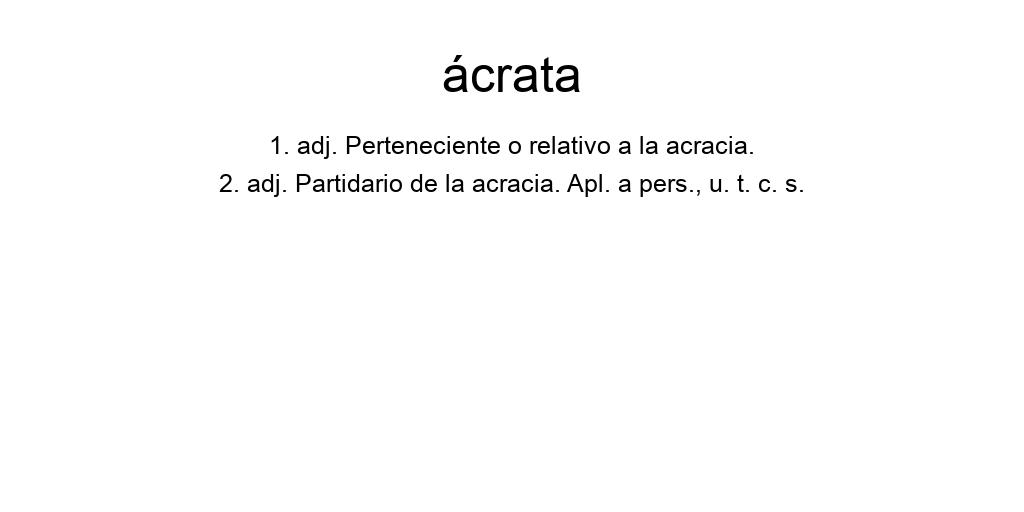 ácrata
1. adj. Perteneciente o relativo a la acracia.
2. adj. Partidario de la acracia. Apl. a pers., u. t. c. s.